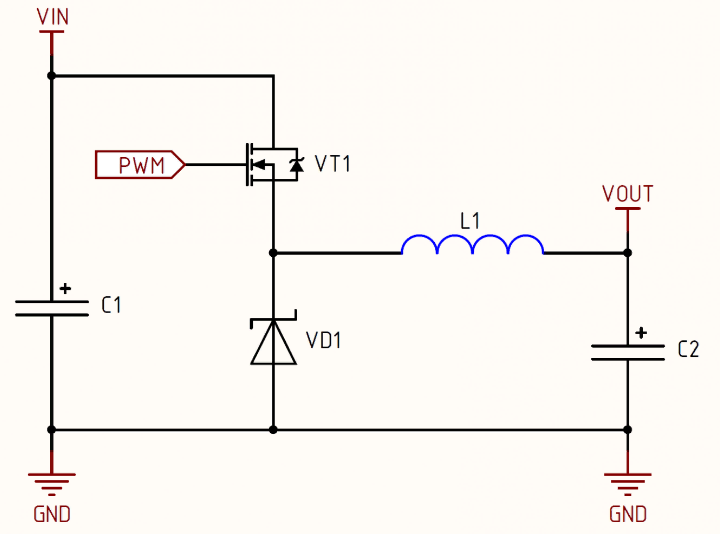 VIN
PWM
VT1
VOUT
L1
C1
VD1
C2
GND
GND